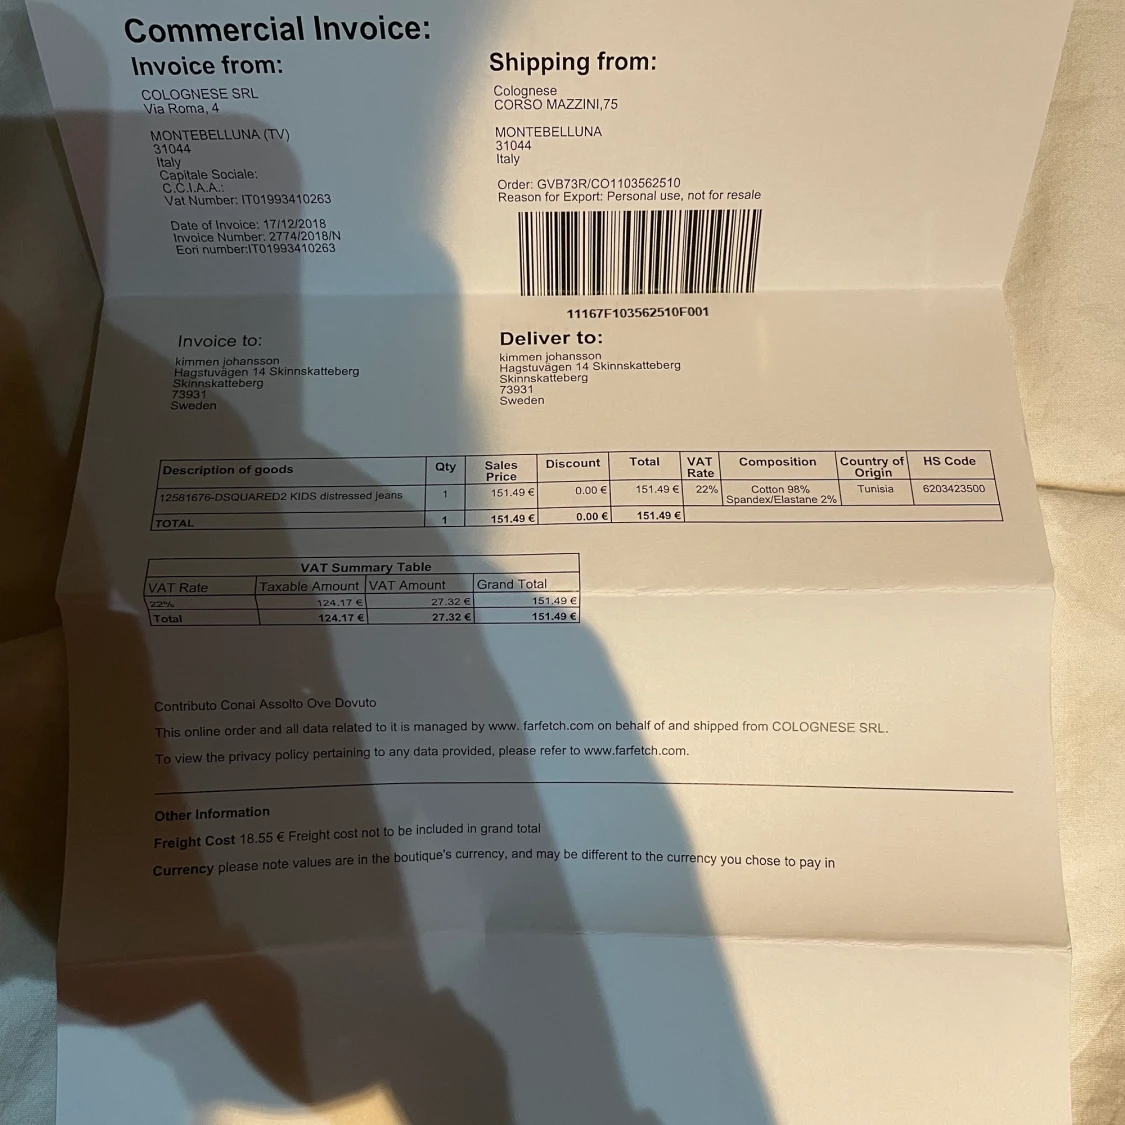 Commercial Invoice:
Invoice from:
COLOGNESE SRL
Via Roma, 4
MONTEBELLUNA (TV)
31044
Italy
Capitale Sociale:
C.C.I.A.A.:
Vat Number: IT01993410263
Date of Invoice: 17/12/2018
Invoice Number: 2774/2018/N
Eori number:IT01993410263
Shipping from:
Colognese
CORSO MAZZINI,75
MONTEBELLUNA
31044
Italy
Order: GVB73R/CO1103562510
Reason for Export: Personal use, not for resale
11167F103562510F001
Invoice to:
kimmen johansson
Hagstuvägen 14 Skinnskatteberg
Skinnskatteberg
73931
Sweden
Deliver to:
kimmen johansson
Hagstuvägen 14 Skinnskatteberg
Skinnskatteberg
73931
Sweden
Description of goods Qty Sales Price Discount Total VAT Rate Composition Country of Origin HS Code
12581676-DSQUARED2 KIDS distressed jeans 1 151.49 € 0.00 € 151.49 € 22% Cotton 98% Spandex/Elastane 2% Tunisia 6203423500
TOTAL 1 151.49 € 0.00 € 151.49 €
VAT Summary Table
VAT Rate Taxable Amount VAT Amount Grand Total
22% 124.17 € 27.32 € 151.49 €
Total 124.17 € 27.32 € 151.49 €
Contributo Conai Assolto Ove Dovuto
This online order and all data related to it is managed by www. farfetch.com on behalf of and shipped from COLOGNESE SRL.
To view the privacy policy pertaining to any data provided, please refer to www.farfetch.com.
Other Information
Freight Cost 18.55 € Freight cost not to be included in grand total
Currency please note values are in the boutique's currency, and may be different to the currency you chose to pay in